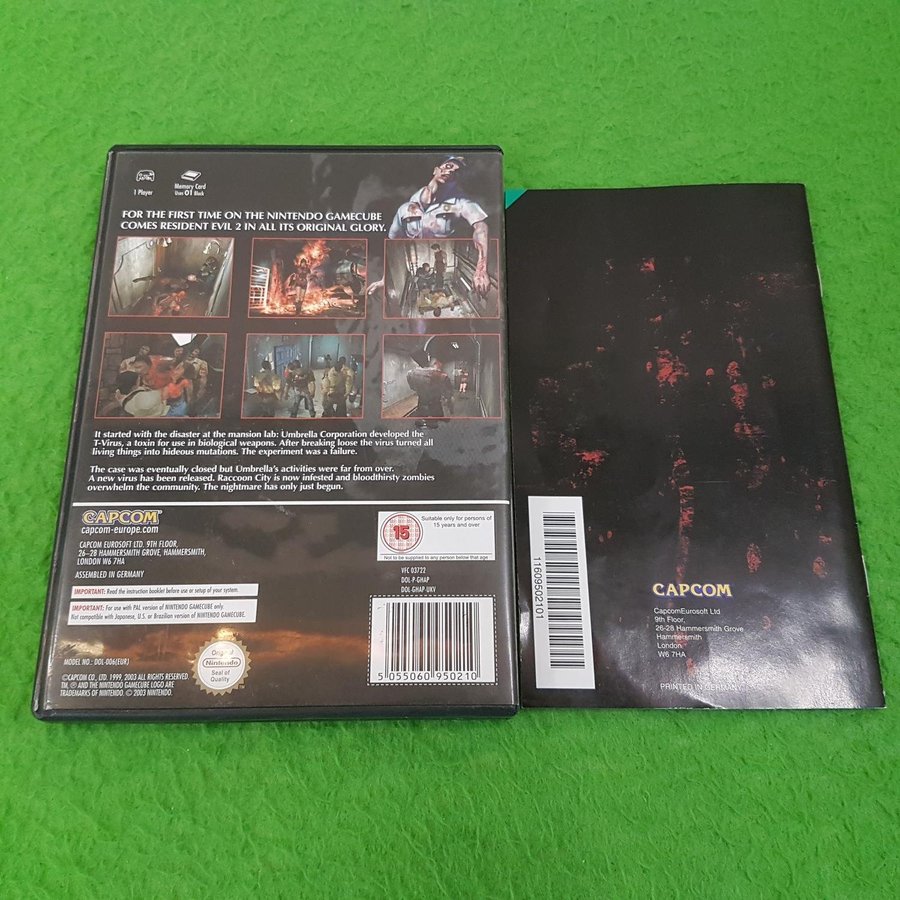 1 Player
Memory Card
Uses 01 Block
FOR THE FIRST TIME ON THE NINTENDO GAMECUBE
COMES RESIDENT EVIL 2 IN ALL ITS ORIGINAL GLORY.
It started with the disaster at the mansion lab: Umbrella Corporation developed the
T-Virus, a toxin for use in biological weapons. After breaking loose the virus turned all
living things into hideous mutations. The experiment was a failure.
The case was eventually closed but Umbrella's activities were far from over.
A new virus has been released. Raccoon City is now infested and bloodthirsty zombies
overwhelm the community. The nightmare has only just begun.
CAPCOM
capcom-europe.com
CAPCOM EUROSOFT LTD. 9TH FLOOR,
26–28 HAMMERSMITH GROVE, HAMMERSMITH,
LONDON W6 7HA
ASSEMBLED IN GERMANY
IMPORTANT: Read the instruction booklet before use or setup of your system.
IMPORTANT: For use with PAL version of NINTENDO GAMECUBE only
Not compatible with Japanese, U.S. or Brazilian version of NINTENDO GAMECUBE.
MODEL NO.: DOL-006(EUR)
©CAPCOM CO., LTD. 1999, 2003 ALL RIGHTS RESERVED.
TM, ® AND THE NINTENDO GAMECUBE LOGO ARE
TRADEMARKS OF NINTENDO. © 2003 NINTENDO.
Original
Nintendo
Seal of
Quality
15
Suitable only for persons of
15 years and over
Not to be supplied to any person below that age
VFC 03722
DOL-P-GHAP
DOL-GHAP UKV
5 055060 950210
11609502101
CAPCOM
CapcomEurosoft Ltd
9th Floor,
26-28 Hammersmith Grove
Hammersmith
London
W6 7HA
PRINTED IN GERMANY